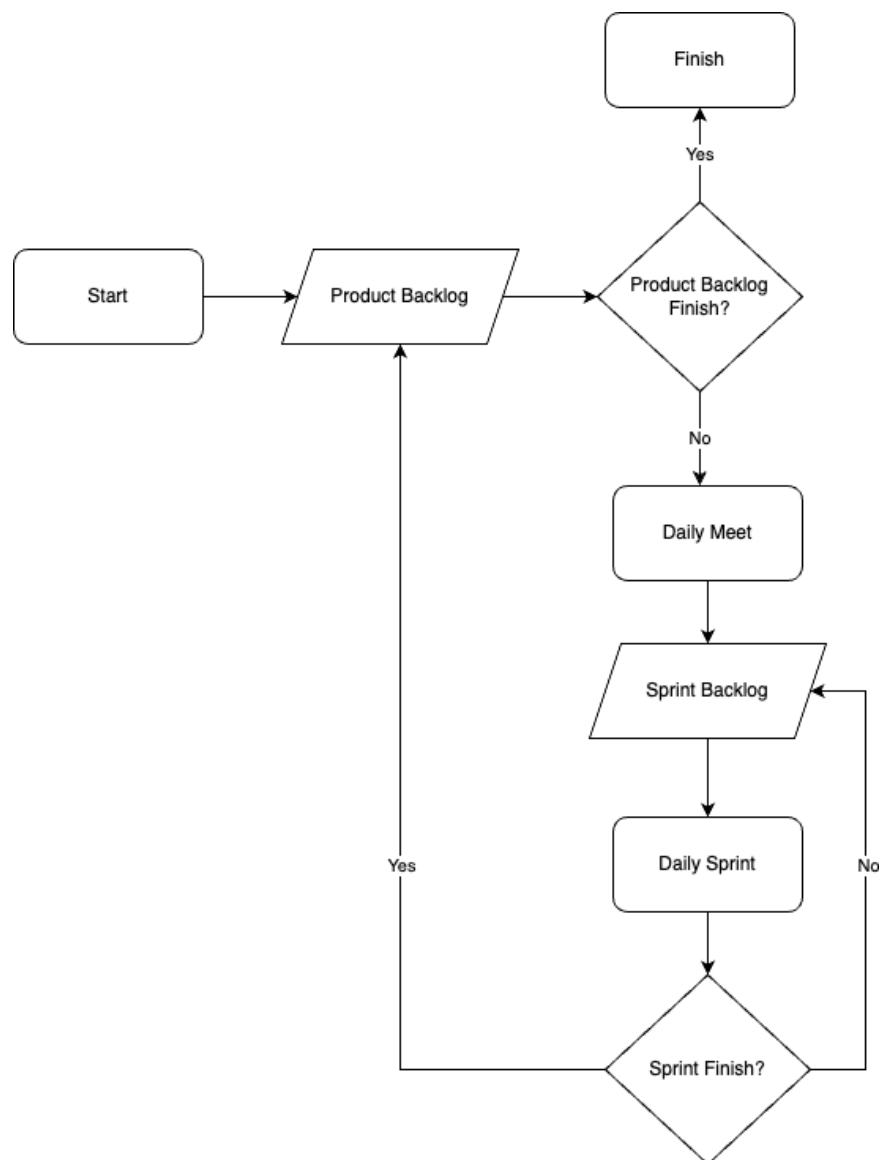 Finish
Yes
Start
Product Backlog
Product Backlog
Finish?
No
Daily Meet
Sprint Backlog
Daily Sprint
Yes
No
Sprint Finish?